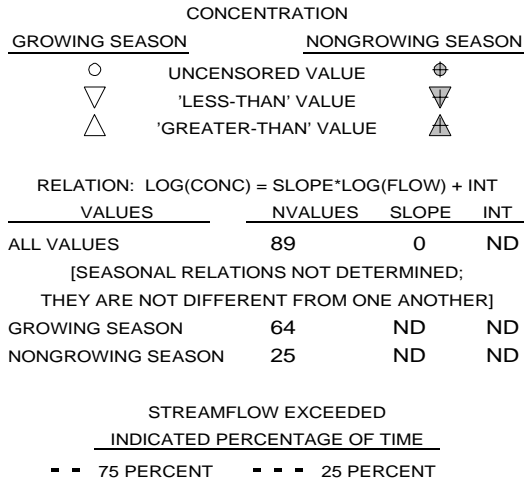 CONCENTRATION
GROWING SEASON NONGROWING SEASON
UNCENSORED VALUE
'LESS-THAN' VALUE
'GREATER-THAN' VALUE
RELATION: LOG(CONC) = SLOPE*LOG(FLOW) + INT
VALUES NVALUES SLOPE INT
ALL VALUES 89 0 ND
[SEASONAL RELATIONS NOT DETERMINED;
THEY ARE NOT DIFFERENT FROM ONE ANOTHER]
GROWING SEASON 64 ND ND
NONGROWING SEASON 25 ND ND
STREAMFLOW EXCEEDED
INDICATED PERCENTAGE OF TIME
75 PERCENT 25 PERCENT